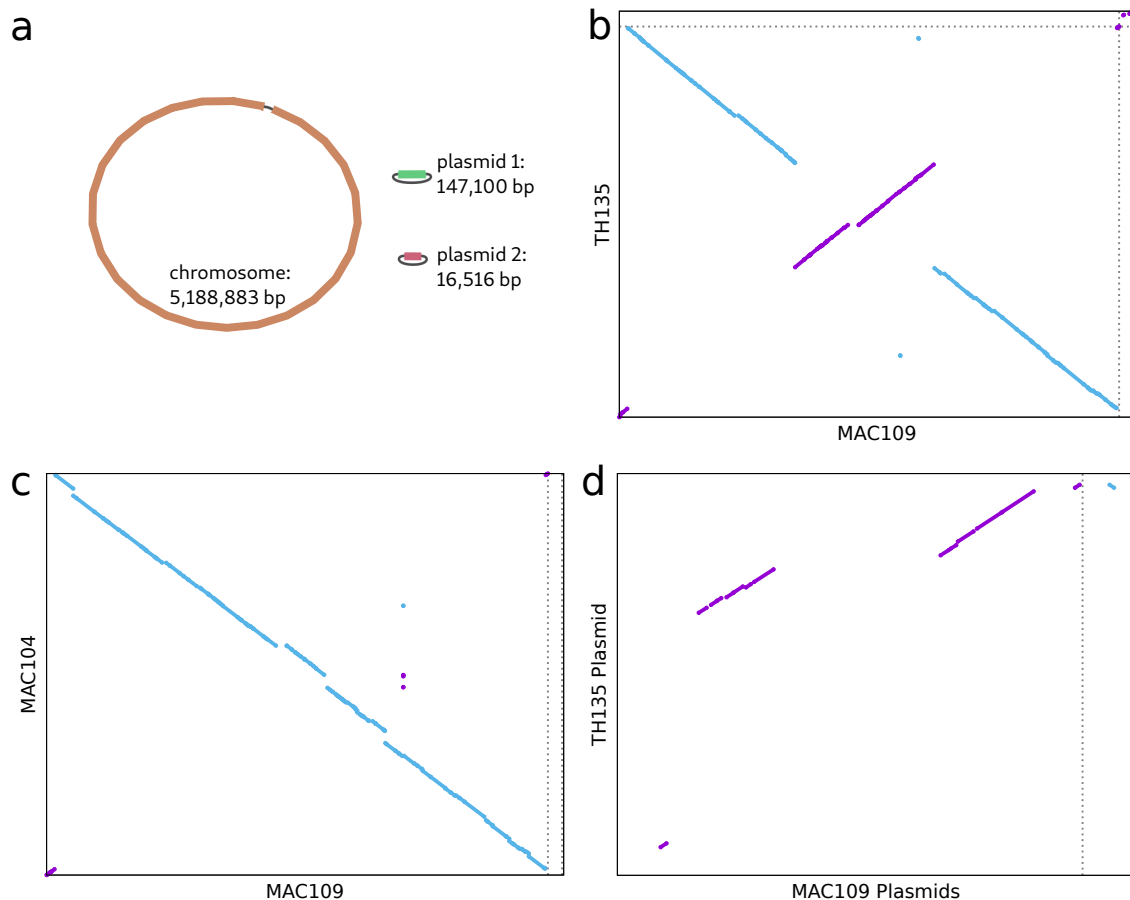 a
plasmid 1:
147,100 bp
plasmid 2:
16,516 bp
chromosome:
5,188,883 bp
b
TH135
MAC109
c
MAC104
MAC109
d
TH135 Plasmid
MAC109 Plasmids